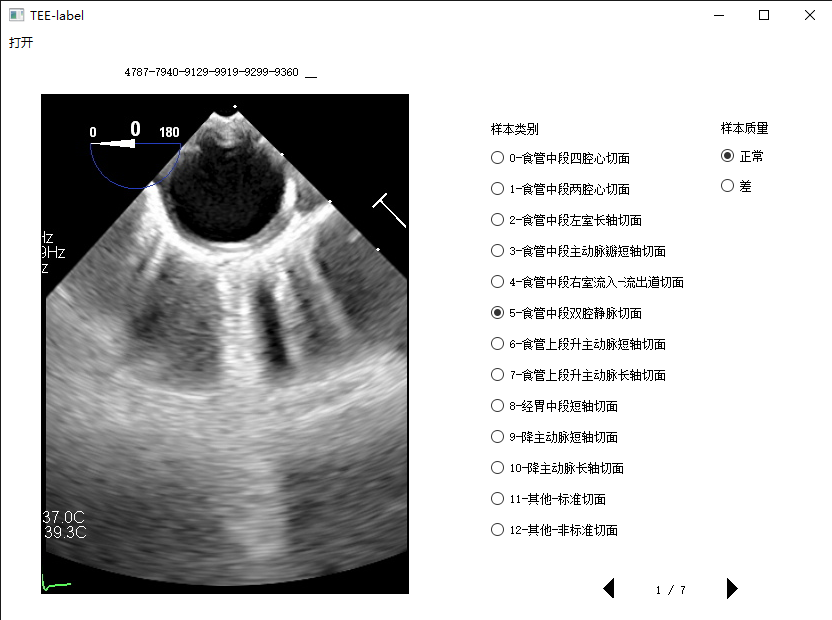 TEE-label
打开
4787-7940-9129-9919-9299-9360 __
0 0 180
Hz
9Hz
z
37.0C
39.3C
样本类别
0-食管中段四腔心切面
1-食管中段两腔心切面
2-食管中段左室长轴切面
3-食管中段主动脉瓣短轴切面
4-食管中段右室流入-流出道切面
5-食管中段双腔静脉切面
6-食管上段升主动脉短轴切面
7-食管上段升主动脉长轴切面
8-经胃中段短轴切面
9-降主动脉短轴切面
10-降主动脉长轴切面
11-其他-标准切面
12-其他-非标准切面
样本质量
正常
差
1 / 7